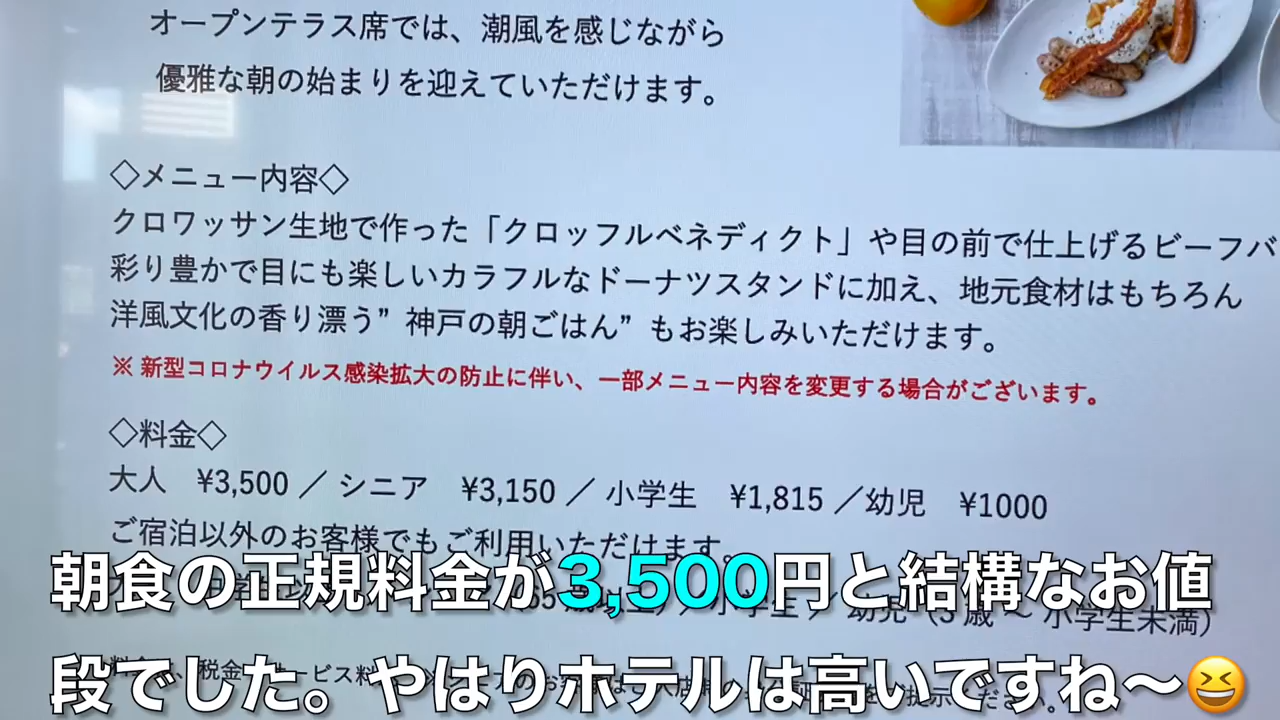 オープンテラス席では、潮風を感じながら
優雅な朝の始まりを迎えていただけます。
◇メニュー内容◇
クロワッサン生地で作った「クロッフルベネディクト」や目の前で仕上げるビーフバ
彩り豊かで目にも楽しいカラフルなドーナツスタンドに加え、地元食材はもちろん
洋風文化の香り漂う”神戸の朝ごはん”もお楽しみいただけます。
※ 新型コロナウイルス感染拡大の防止に伴い、一部メニュー内容を変更する場合がございます。
◇料金◇
大人 ¥3,500 ／ シニア ¥3,150 ／ 小学生 ¥1,815 ／幼児 ¥1000
ご宿泊以外のお客様でもご利用いただけます。
朝食の正規料金が3,500円と結構なお値
小学生 ／ 幼児（3 歳 〜 小学生未満）
段でした。やはりホテルは高いですね〜😆